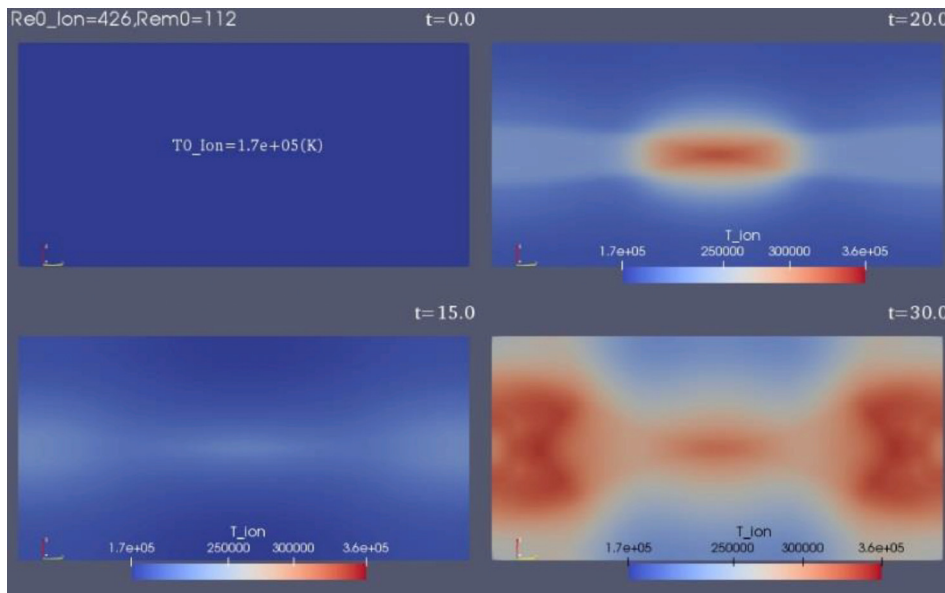 Re0_Ion=426,Rem0=112
t=0.0
T0_Ion=1.7e+05(K)
t=20.0
T_ion
1.7e+05 250000 300000 3.6e+05
t=15.0
T_ion
1.7e+05 250000 300000 3.6e+05
t=30.0
T_ion
1.7e+05 250000 300000 3.6e+05